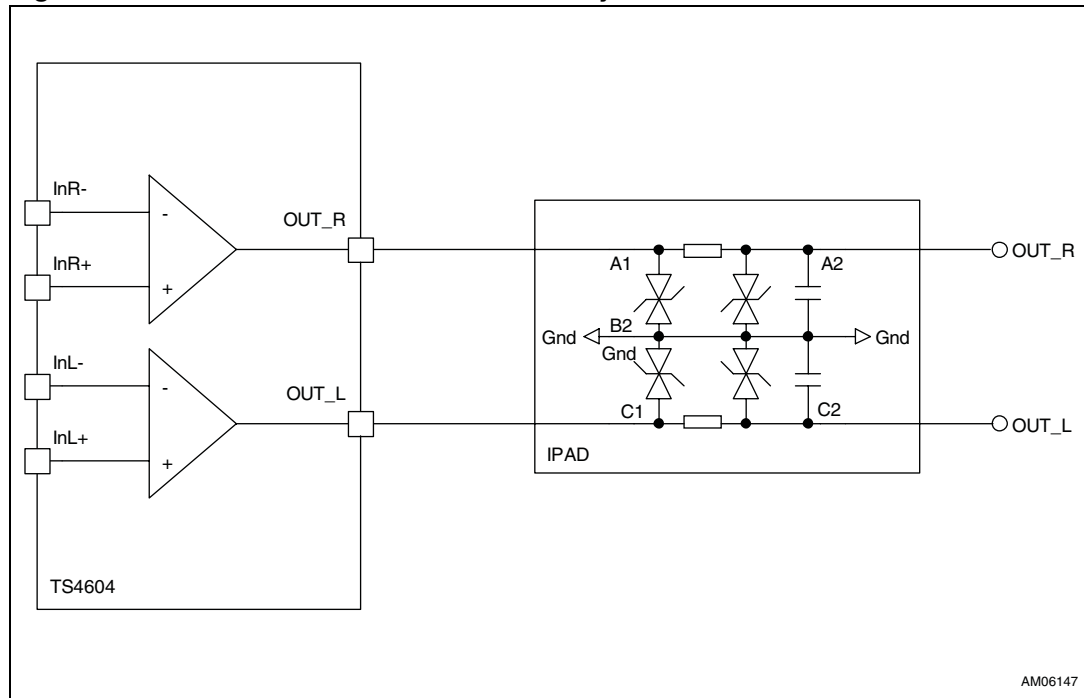 InR-
-
OUT_R
InR+
+
A1
A2
OUT_R
B2
Gnd
Gnd
Gnd
InL-
-
OUT_L
InL+
+
C1
C2
OUT_L
IPAD
TS4604
AM06147